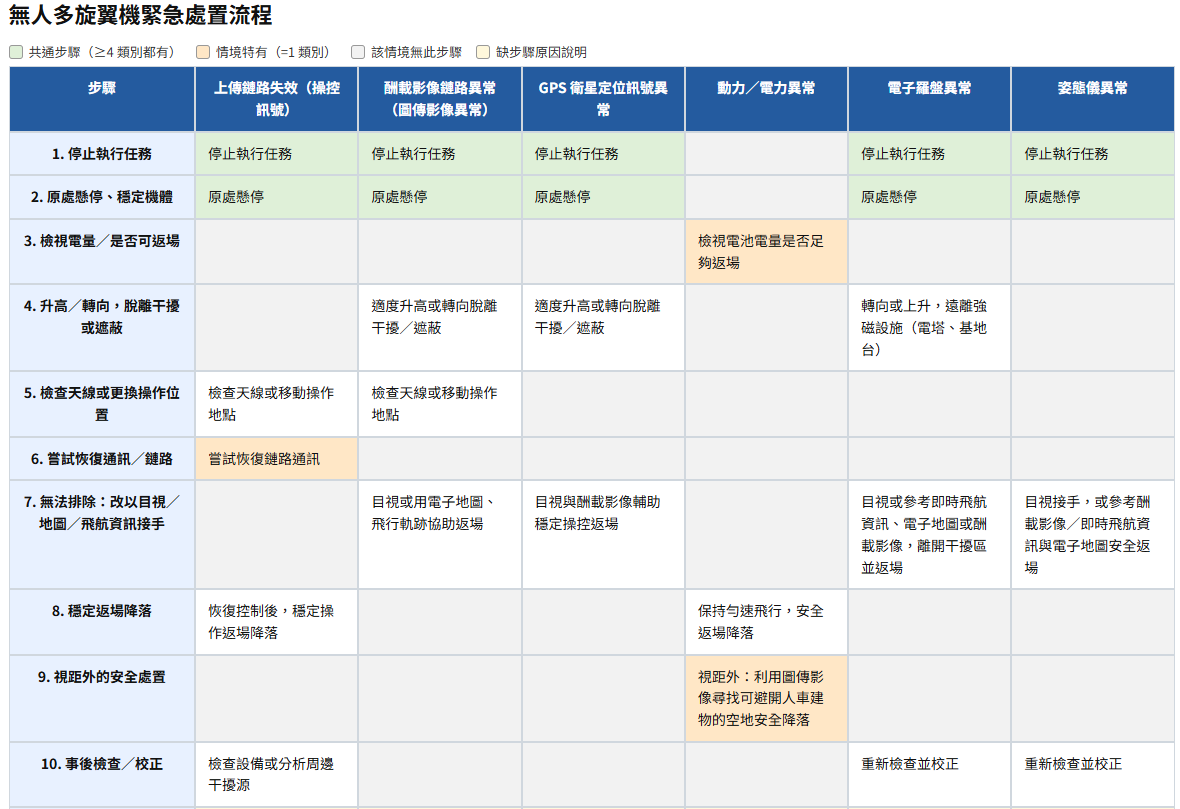 無人多旋翼機緊急處置流程
共通步驟（≥4 類別都有） 情境特有（=1 類別） 該情境無此步驟 缺步驟原因說明
步驟
上傳鏈路失效（操控
訊號）
酬載影像鏈路異常
（圖傳影像異常）
GPS 衛星定位訊號異
常
動力／電力異常
電子羅盤異常
姿態儀異常
1. 停止執行任務
停止執行任務
停止執行任務
停止執行任務
停止執行任務
停止執行任務
2. 原處懸停、穩定機體
原處懸停
原處懸停
原處懸停
原處懸停
原處懸停
3. 檢視電量／是否可返場
檢視電池電量是否足
夠返場
4. 升高／轉向，脫離干擾
或遮蔽
適度升高或轉向脫離
干擾／遮蔽
適度升高或轉向脫離
干擾／遮蔽
轉向或上升，遠離強
磁設施（電塔、基地
台）
5. 檢查天線或更換操作位
置
檢查天線或移動操作
地點
檢查天線或移動操作
地點
6. 嘗試恢復通訊／鏈路
嘗試恢復鏈路通訊
7. 無法排除：改以目視／
地圖／飛航資訊接手
目視或用電子地圖、
飛行軌跡協助返場
目視與酬載影像輔助
穩定操控返場
目視或參考即時飛航
資訊、電子地圖或酬
載影像，離開干擾區
並返場
目視接手，或參考酬
載影像／即時飛航資
訊與電子地圖安全返
場
8. 穩定返場降落
恢復控制後，穩定操
作返場降落
保持勻速飛行，安全
返場降落
9. 視距外的安全處置
視距外：利用圖傳影
像尋找可避開人車建
物的空地安全降落
10. 事後檢查／校正
檢查設備或分析周邊
干擾源
重新檢查並校正
重新檢查並校正